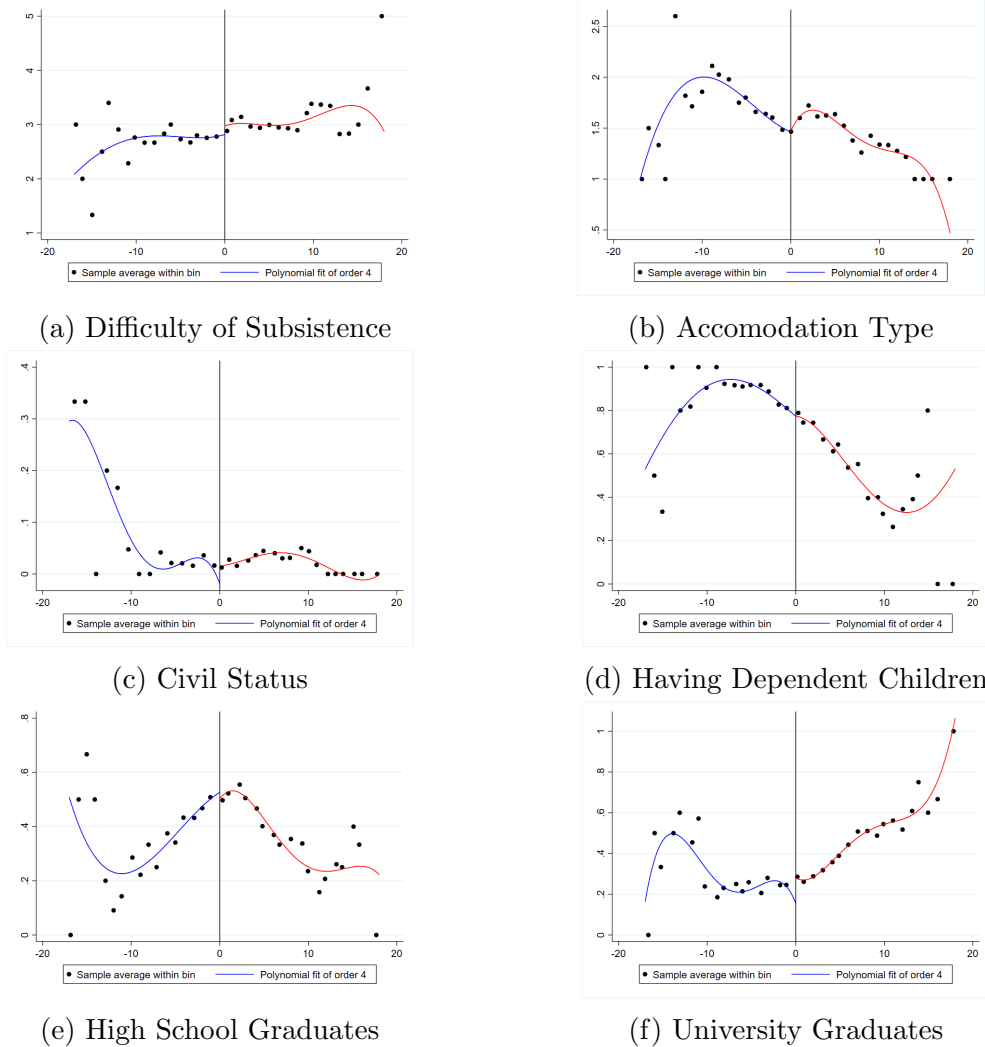 5
4
3
2
1
-20 -10 0 10 20
Sample average within bin Polynomial fit of order 4
(a) Difficulty of Subsistence
2.5
2
1.5
1
.5
-20 -10 0 10 20
Sample average within bin Polynomial fit of order 4
(b) Accomodation Type
.4
.3
.2
.1
0
-20 -10 0 10 20
Sample average within bin Polynomial fit of order 4
(c) Civil Status
1
.8
.6
.4
.2
0
-20 -10 0 10 20
Sample average within bin Polynomial fit of order 4
(d) Having Dependent Children
.8
.6
.4
.2
0
-20 -10 0 10 20
Sample average within bin Polynomial fit of order 4
(e) High School Graduates
1
.8
.6
.4
.2
0
-20 -10 0 10 20
Sample average within bin Polynomial fit of order 4
(f) University Graduates